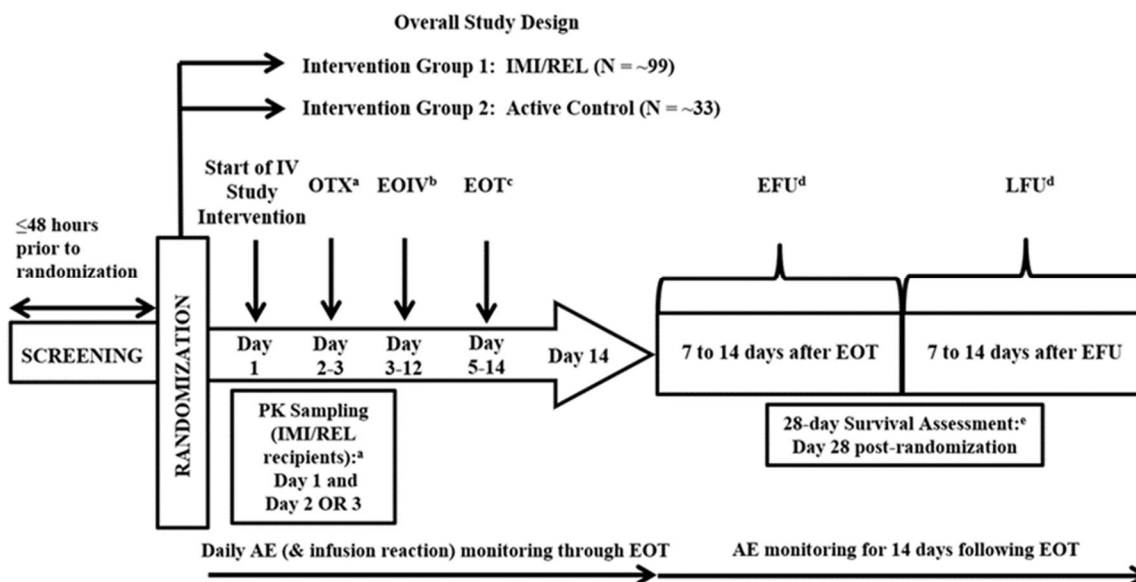 Overall Study Design
Intervention Group 1: IMI/REL (N = ~99)
Intervention Group 2: Active Control (N = ~33)
≤48 hours
prior to
randomization
SCREENING
RANDOMIZATION
Start of IV
Study
Intervention
OTXᵃ
EOIVᵇ
EOTᶜ
EFUᵈ
LFUᵈ
Day
1
Day
2-3
Day
3-12
Day
5-14
Day 14
7 to 14 days after EOT
7 to 14 days after EFU
PK Sampling
(IMI/REL
recipients):ᵃ
Day 1 and
Day 2 OR 3
28-day Survival Assessment:ᵉ
Day 28 post-randomization
Daily AE (& infusion reaction) monitoring through EOT
AE monitoring for 14 days following EOT